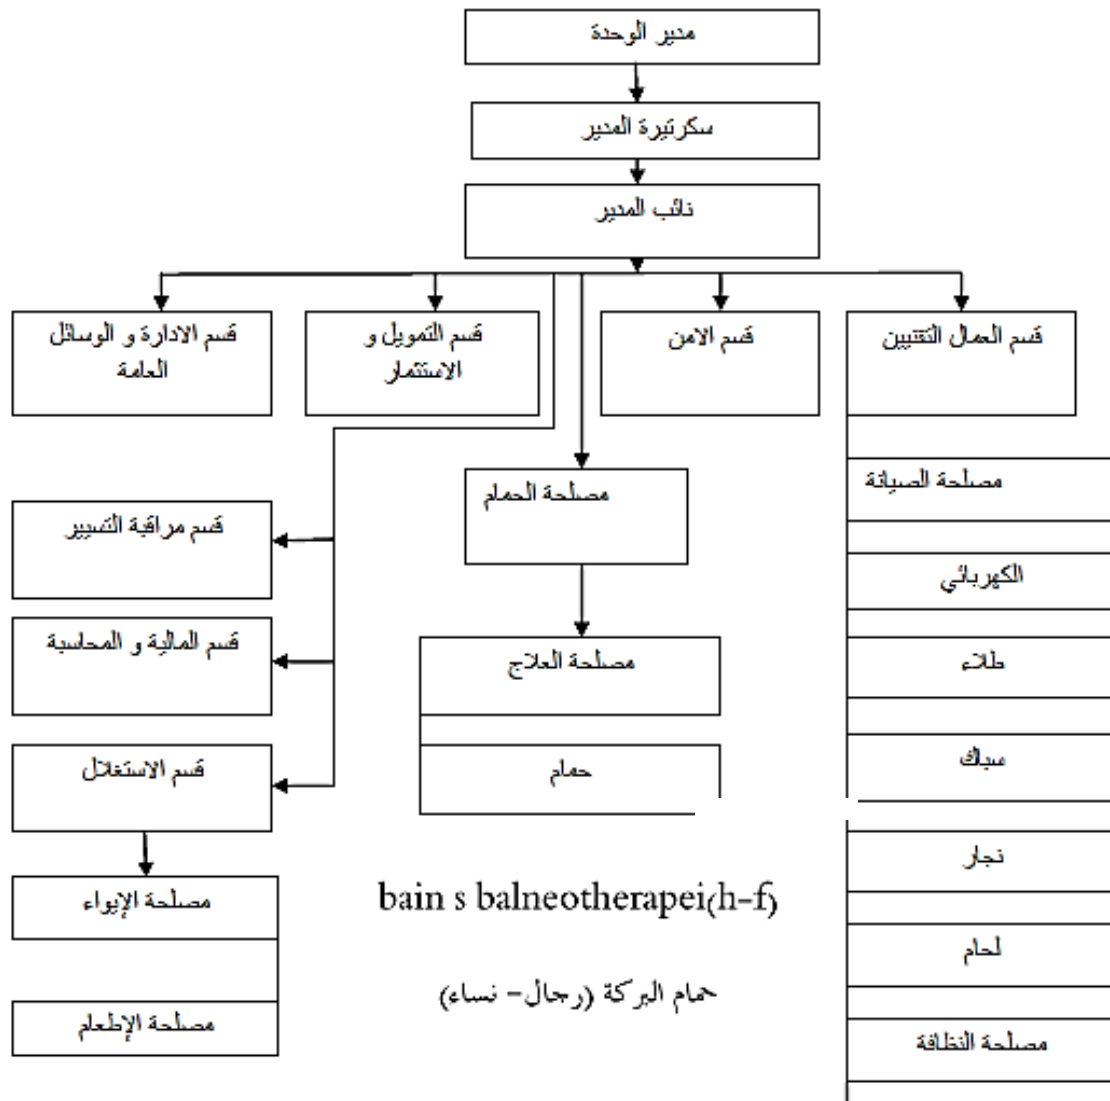 مدير الوحدة
سكرتيرة المدير
نائب المدير
قسم العمال التقنيين
قسم الامن
قسم التمويل و
الاستثمار
قسم الادارة و الوسائل
العامة
مصلحة الصيانة
الكهربائي
طلاء
سباك
نجار
لحام
مصلحة النظافة
مصلحة الحمام
مصلحة العلاج
حمام
قسم مراقبة التسيير
قسم المالية و المحاسبة
قسم الاستغلال
مصلحة الإيواء
مصلحة الإطعام
bain s balneotherapei(h-f)
حمام البركة (رجال- نساء)